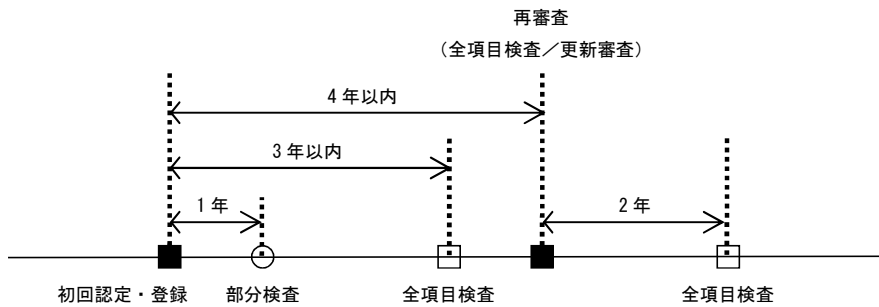 再審査
（全項目検査／更新審査）
4 年以内
3 年以内
1 年
2 年
初回認定・登録
部分検査
全項目検査
全項目検査